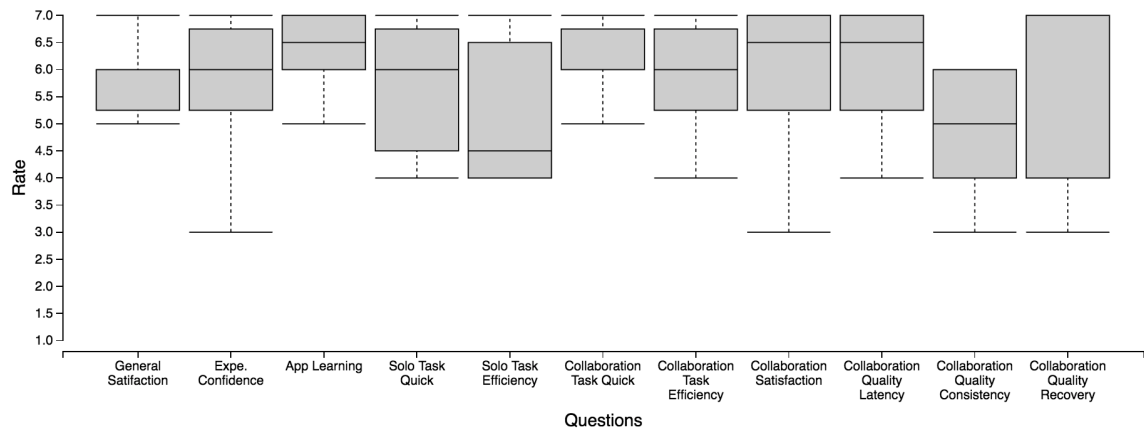 7.0
6.5
6.0
5.5
5.0
4.5
4.0
3.5
3.0
2.5
2.0
1.5
1.0
Rate
General
Satifaction
Expe.
Confidence
App Learning
Solo Task
Quick
Solo Task
Efficiency
Collaboration
Task Quick
Collaboration
Task
Efficiency
Collaboration
Satisfaction
Collaboration
Quality
Latency
Collaboration
Quality
Consistency
Collaboration
Quality
Recovery
Questions